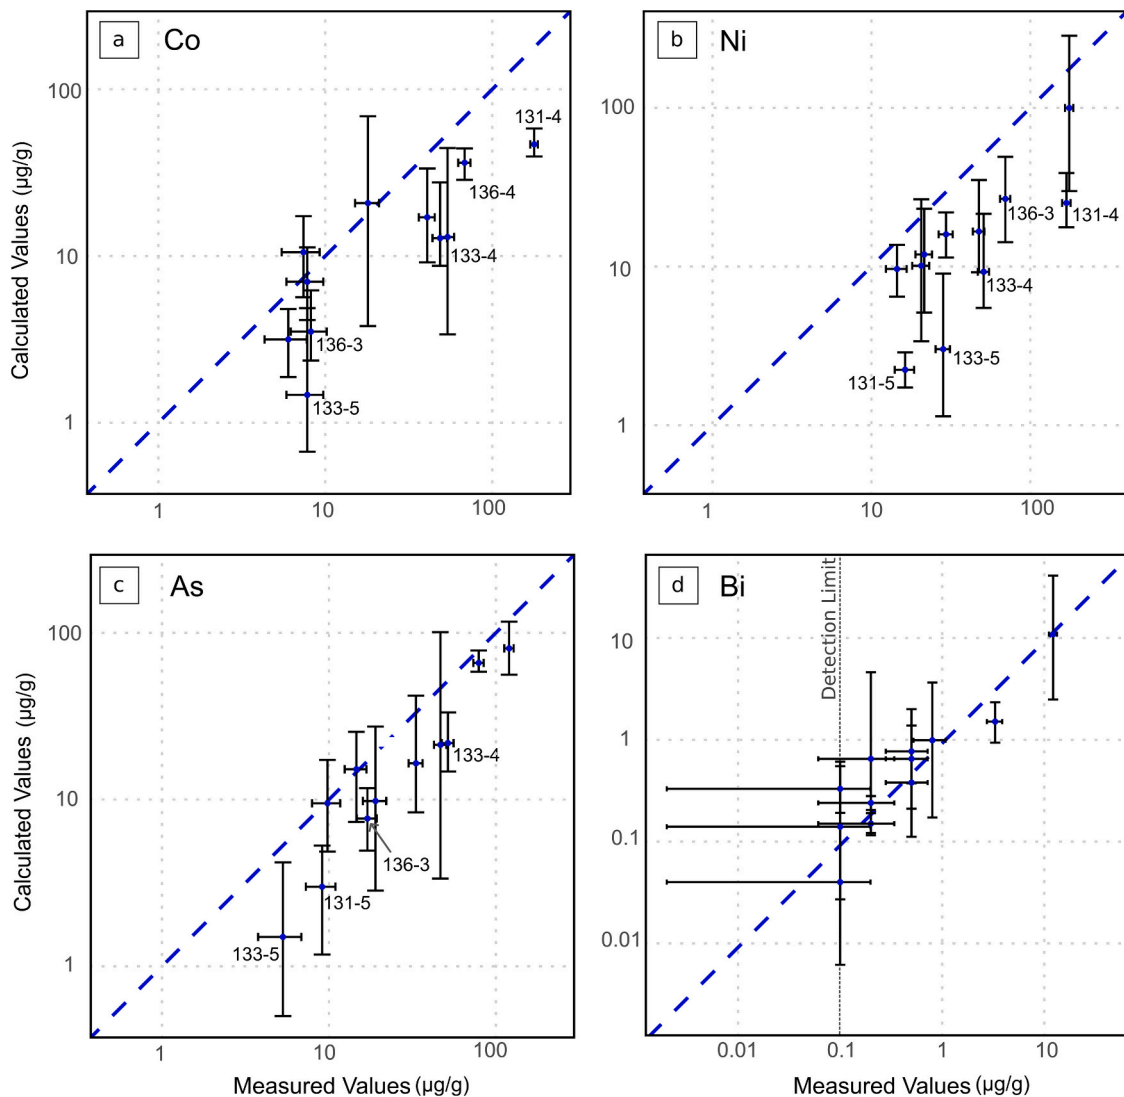 a Co
b Ni
100
10
1
1 10 100
131-4
136-4
133-4
136-3
133-5
Calculated Values (µg/g)
100
10
1
1 10 100
136-3
131-4
133-4
133-5
131-5
c As
d Bi
100
10
1
1 10 100
133-4
136-3
131-5
133-5
Calculated Values (µg/g)
Measured Values (µg/g)
Detection Limit
10
1
0.1
0.01
0.01 0.1 1 10
Measured Values (µg/g)